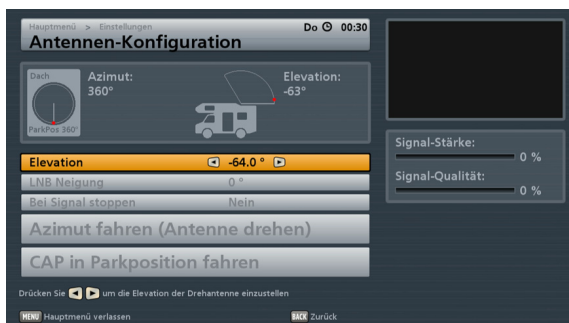 Hauptmenü > Einstellungen
Do 00:30
Antennen-Konfiguration
Dach
ParkPos 360°
Azimut:
360°
Elevation:
-63°
Elevation -64.0 °
LNB Neigung 0 °
Bei Signal stoppen Nein
Azimut fahren (Antenne drehen)
CAP in Parkposition fahren
Signal-Stärke:
0 %
Signal-Qualität:
0 %
Drücken Sie um die Elevation der Drehantenne einzustellen
MENU Hauptmenü verlassen
BACK Zurück